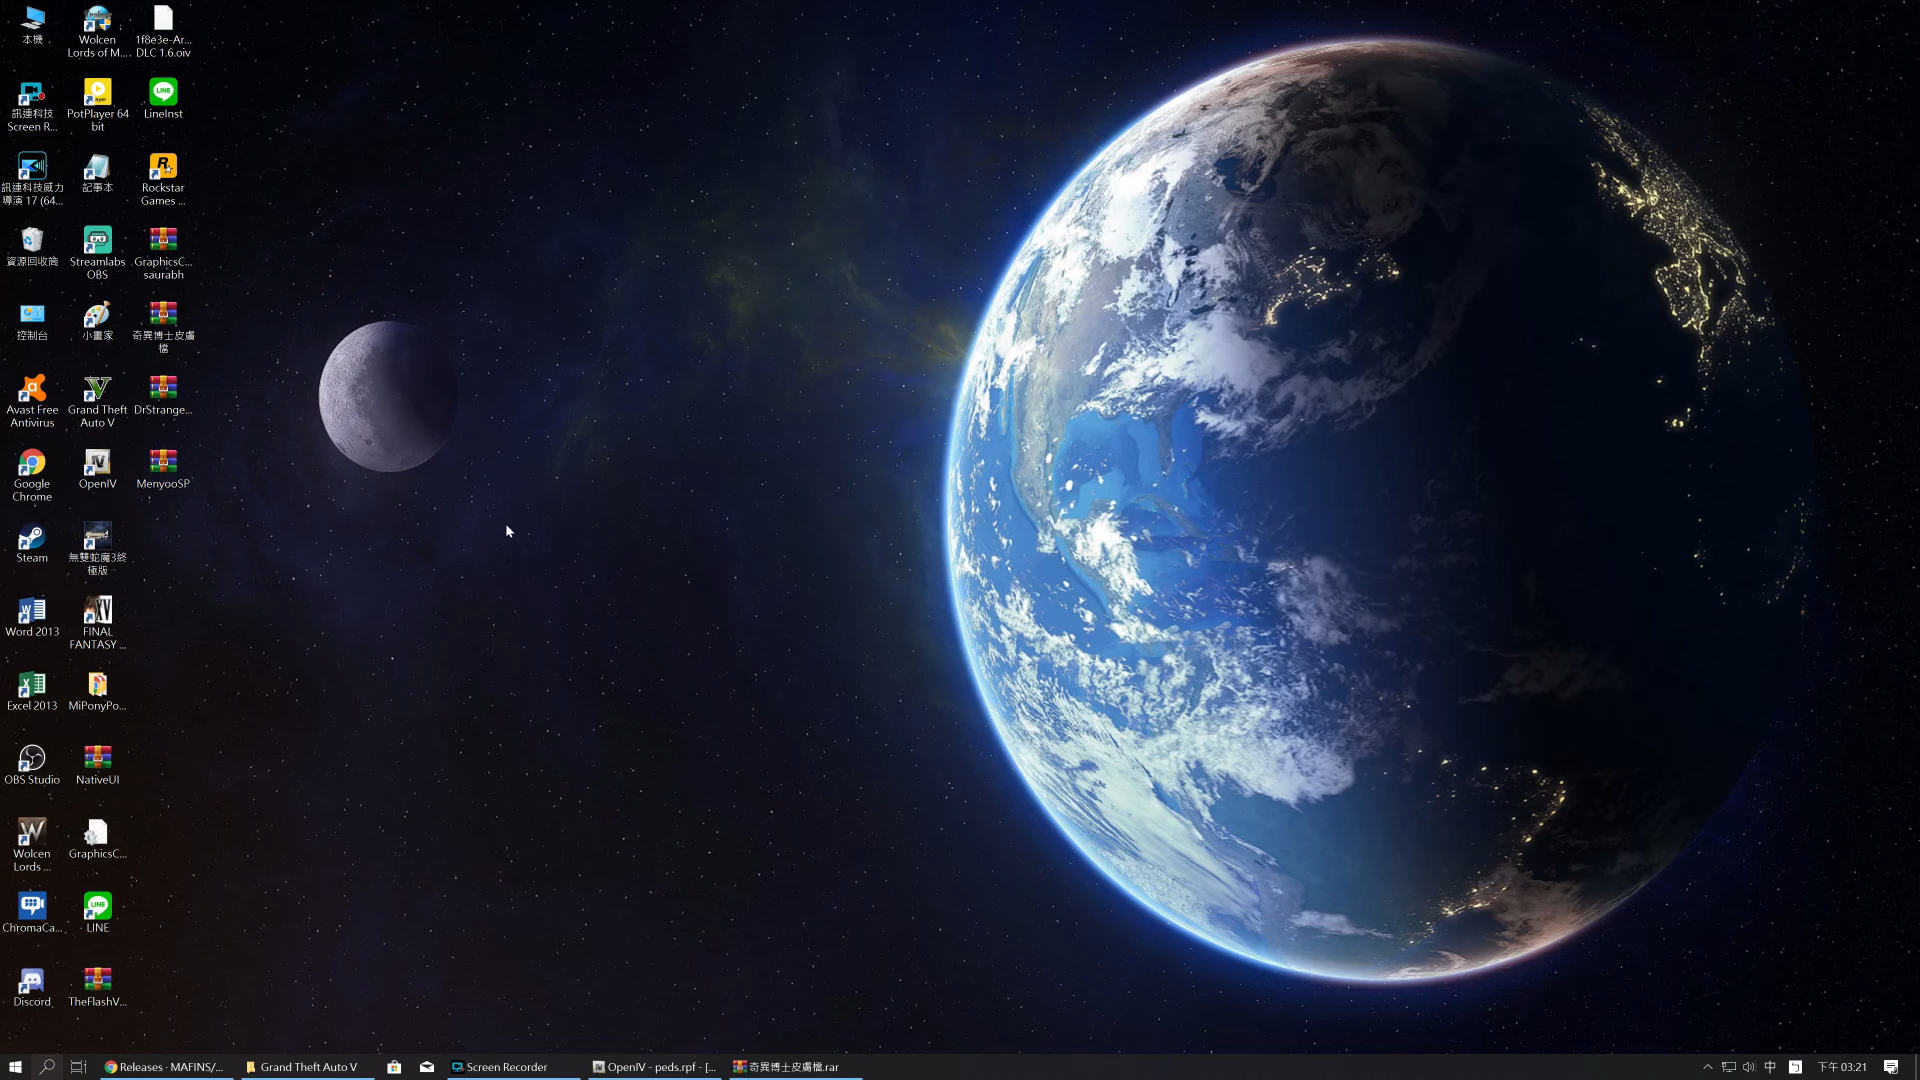 本機
Wolcen
Lords of M...
1f8e3e-Ar...
DLC 1.6.oiv
訊連科技
Screen R...
PotPlayer 64
bit
LineInst
訊連科技威力
導演 17 (64...
記事本
Rockstar
Games ...
資源回收筒
Streamlabs
OBS
GraphicsC...
saurabh
控制台
小畫家
奇異博士皮膚
檔
Avast Free
Antivirus
Grand Theft
Auto V
DrStrange...
Google
Chrome
OpenIV
MenyooSP
Steam
無雙蛇魔3終
極版
Word 2013
FINAL
FANTASY ...
Excel 2013
MiPonyPo...
OBS Studio
NativeUI
Wolcen
Lords ...
GraphicsC...
ChromaCa...
LINE
Discord
TheFlashV...
Releases · MAFINS/...
Grand Theft Auto V
Screen Recorder
OpenIV - peds.rpf - [...
奇異博士皮膚檔.rar
中
下午 03:21